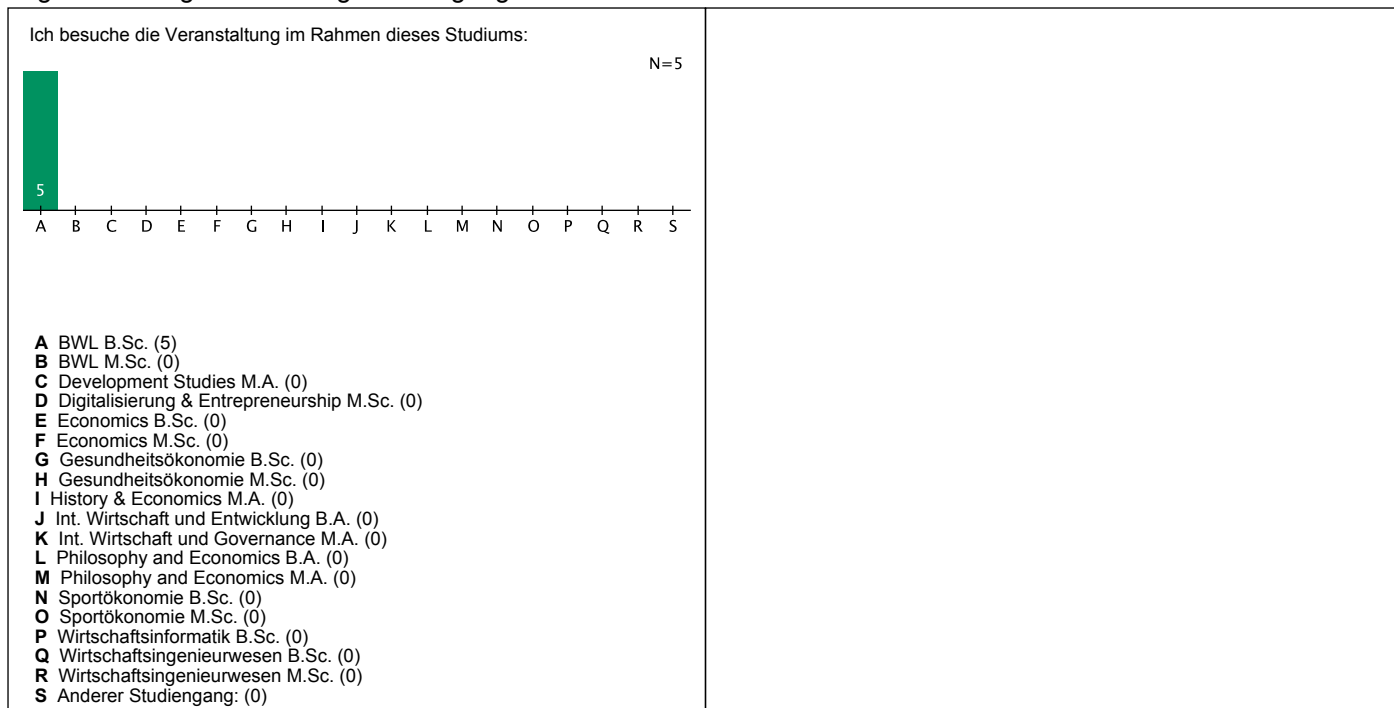 Ich besuche die Veranstaltung im Rahmen dieses Studiums:
N=5
5
A B C D E F G H I J K L M N O P Q R S
A BWL B.Sc. (5)
B BWL M.Sc. (0)
C Development Studies M.A. (0)
D Digitalisierung & Entrepreneurship M.Sc. (0)
E Economics B.Sc. (0)
F Economics M.Sc. (0)
G Gesundheitsökonomie B.Sc. (0)
H Gesundheitsökonomie M.Sc. (0)
I History & Economics M.A. (0)
J Int. Wirtschaft und Entwicklung B.A. (0)
K Int. Wirtschaft und Governance M.A. (0)
L Philosophy and Economics B.A. (0)
M Philosophy and Economics M.A. (0)
N Sportökonomie B.Sc. (0)
O Sportökonomie M.Sc. (0)
P Wirtschaftsinformatik B.Sc. (0)
Q Wirtschaftsingenieurwesen B.Sc. (0)
R Wirtschaftsingenieurwesen M.Sc. (0)
S Anderer Studiengang: (0)